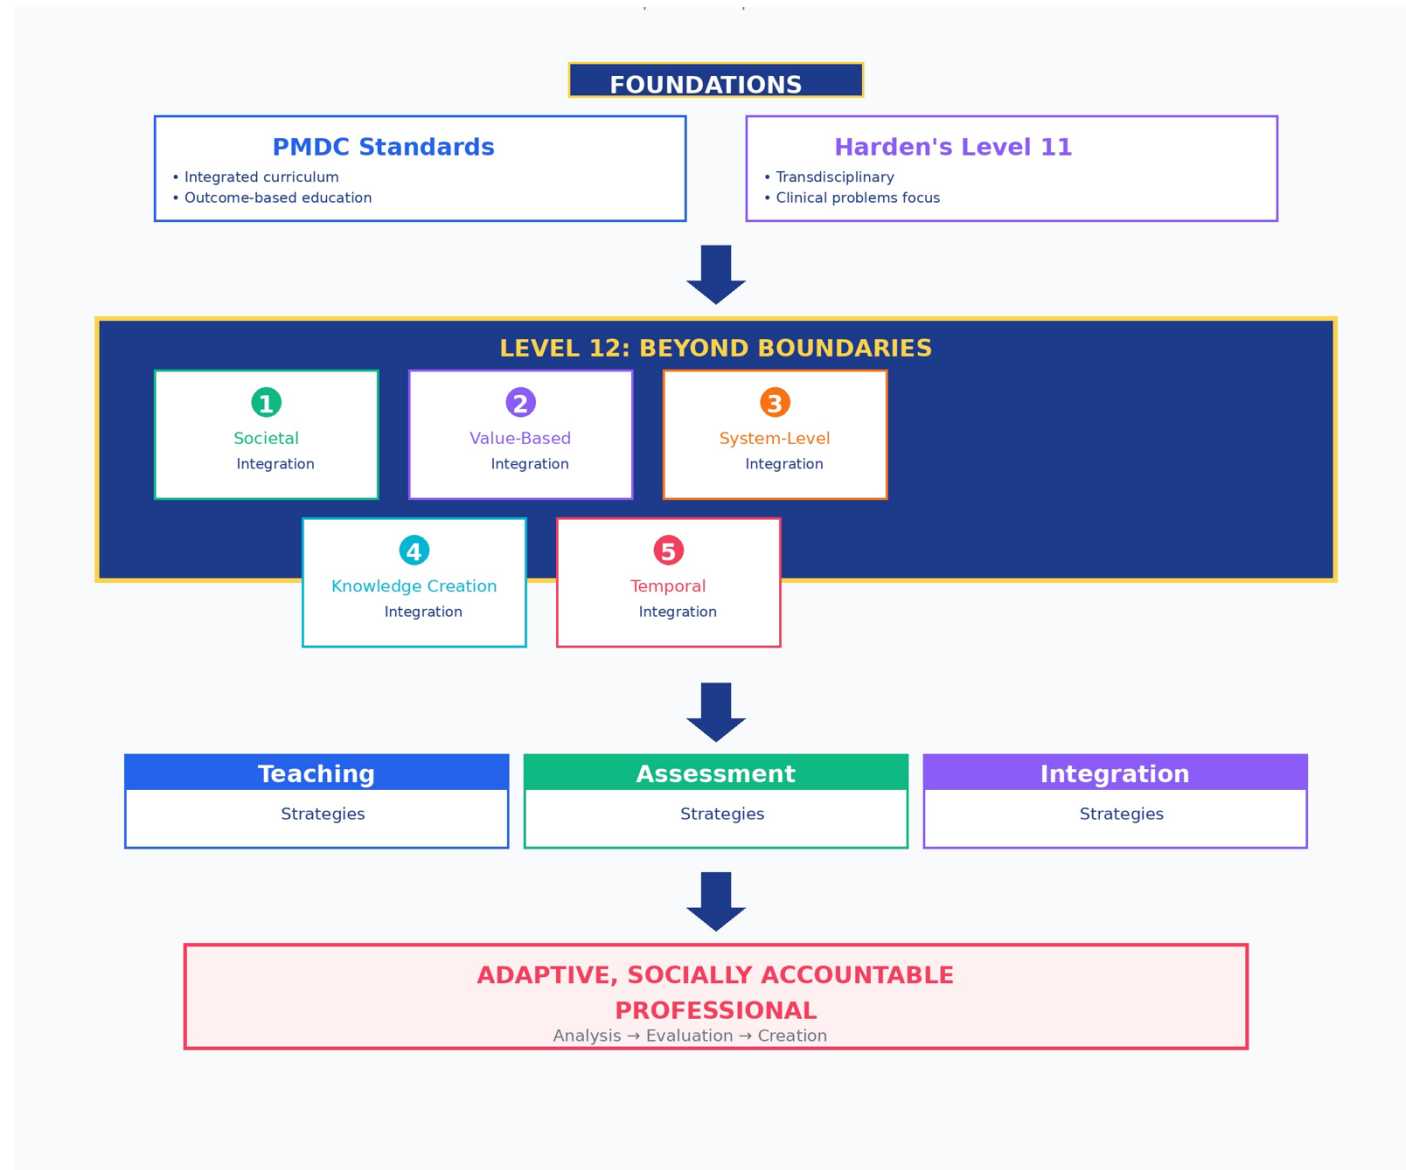 FOUNDATIONS
PMDC Standards
• Integrated curriculum
• Outcome-based education
Harden's Level 11
• Transdisciplinary
• Clinical problems focus
LEVEL 12: BEYOND BOUNDARIES
1
Societal
Integration
2
Value-Based
Integration
3
System-Level
Integration
4
Knowledge Creation
Integration
5
Temporal
Integration
Teaching
Strategies
Assessment
Strategies
Integration
Strategies
ADAPTIVE, SOCIALLY ACCOUNTABLE
PROFESSIONAL
Analysis → Evaluation → Creation